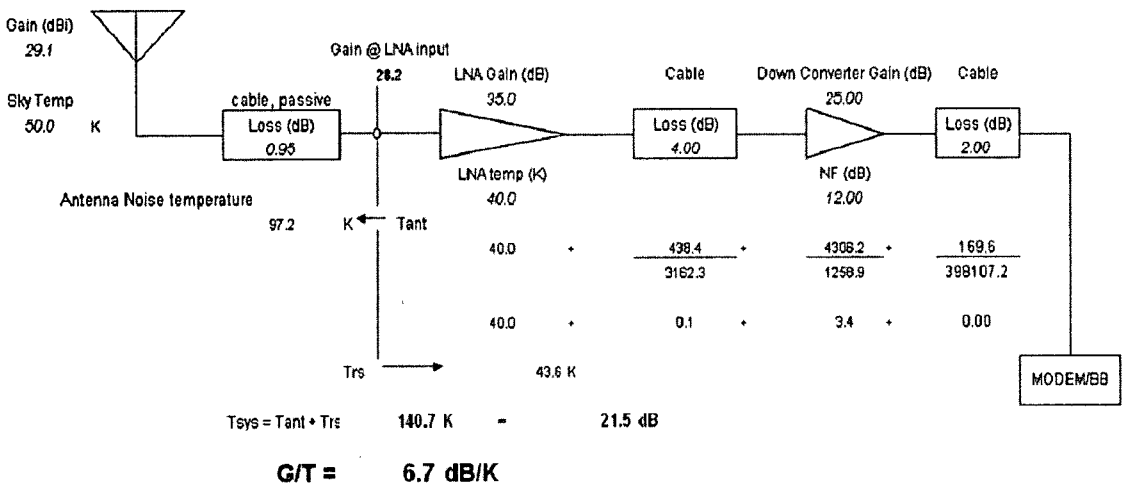 Gain (dBi)
29.1
Sky Temp
50.0 K
cable, passive
Loss (dB)
0.95
Gain @ LNA input
28.2
LNA Gain (dB)
35.0
LNA temp (K)
40.0
Cable
Loss (dB)
4.00
Down Converter Gain (dB)
25.00
NF (dB)
12.00
Cable
Loss (dB)
2.00
Antenna Noise temperature
97.2 K Tant
40.0 + 438.4 + 4306.2 + 169.6
3162.3 1258.9 398107.2
40.0 + 0.1 + 3.4 + 0.00
Trs 43.6 K
MODEM/BB
Tsys = Tant + Trs 140.7 K = 21.5 dB
G/T = 6.7 dB/K